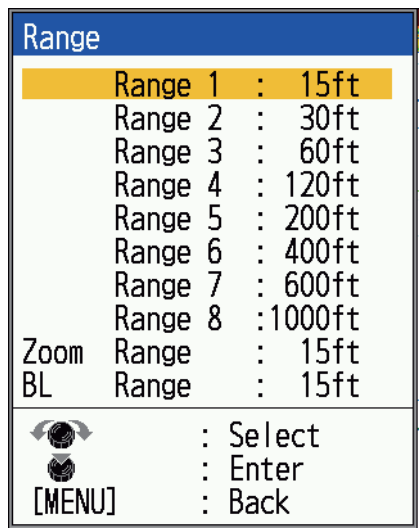 Range
Range 1 : 15ft
Range 2 : 30ft
Range 3 : 60ft
Range 4 : 120ft
Range 5 : 200ft
Range 6 : 400ft
Range 7 : 600ft
Range 8 :1000ft
Zoom Range : 15ft
BL Range : 15ft
: Select
: Enter
[MENU] : Back